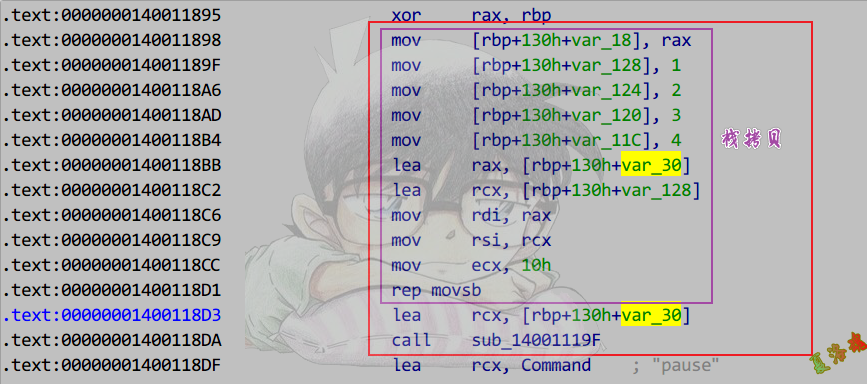 .text:0000000140011895 xor rax, rbp
.text:0000000140011898 mov [rbp+130h+var_18], rax
.text:000000014001189F mov [rbp+130h+var_128], 1
.text:00000001400118A6 mov [rbp+130h+var_124], 2
.text:00000001400118AD mov [rbp+130h+var_120], 3
.text:00000001400118B4 mov [rbp+130h+var_11C], 4
栈拷贝
.text:00000001400118BB lea rax, [rbp+130h+var_30]
.text:00000001400118C2 lea rcx, [rbp+130h+var_128]
.text:00000001400118C6 mov rdi, rax
.text:00000001400118C9 mov rsi, rcx
.text:00000001400118CC mov ecx, 10h
.text:00000001400118D1 rep movsb
.text:00000001400118D3 lea rcx, [rbp+130h+var_30]
.text:00000001400118DA call sub_14001119F
.text:00000001400118DF lea rcx, Command ; "pause"